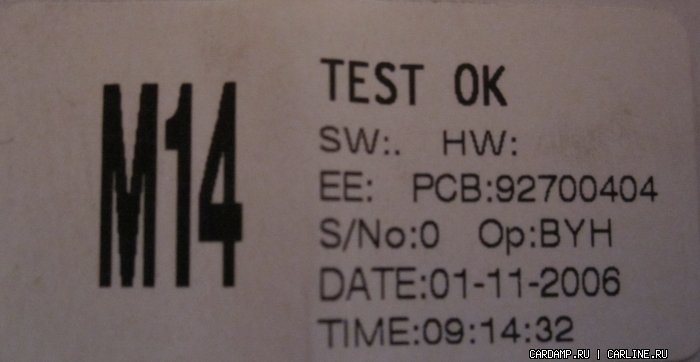 M14
TEST OK
SW:. HW:
EE: PCB:92700404
S/No:0 Op:BYH
DATE:01-11-2006
TIME:09:14:32
CARDAMP.RU | CARLINE.RU